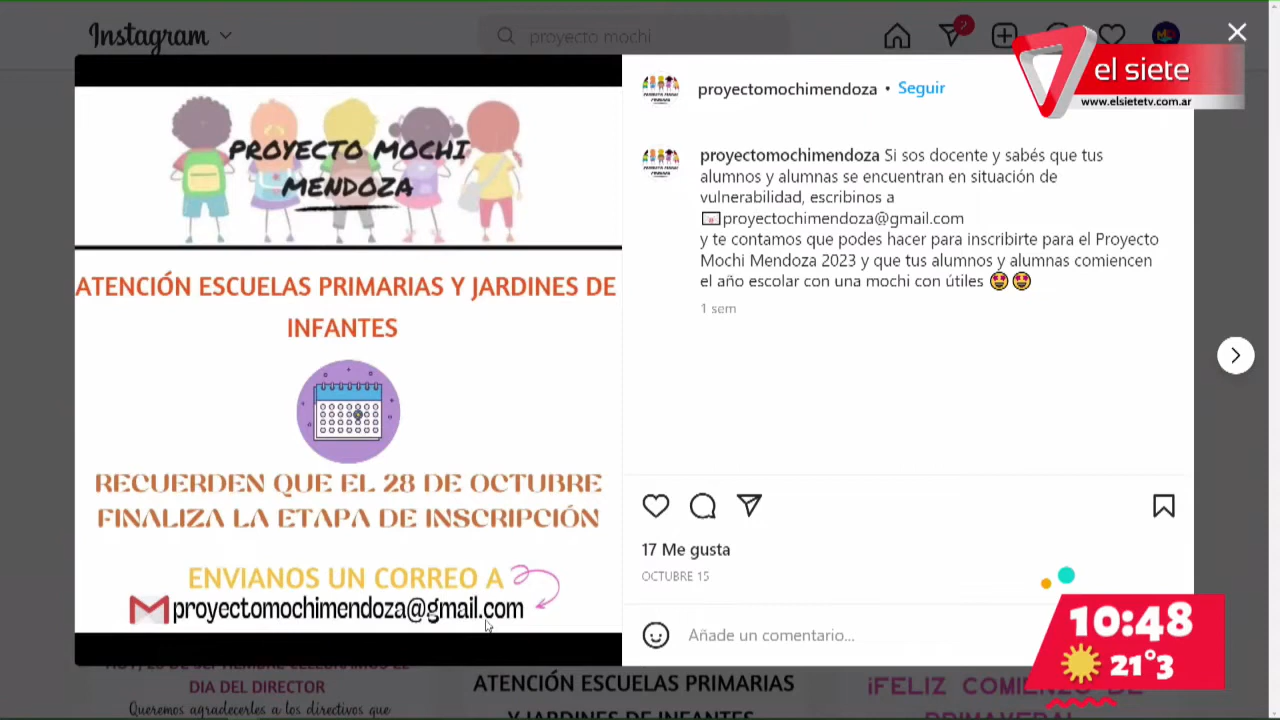 Instagram
proyecto mochi
2
el siete
www.elsietetv.com.ar
PROYECTO MOCHI
MENDOZA
ATENCIÓN ESCUELAS PRIMARIAS Y JARDINES DE
INFANTES
RECUERDEN QUE EL 28 DE OCTUBRE
FINALIZA LA ETAPA DE INSCRIPCIÓN
ENVIANOS UN CORREO A
proyectomochimendoza@gmail.com
proyectomochimendoza • Seguir
proyectomochimendoza Si sos docente y sabés que tus
alumnos y alumnas se encuentran en situación de
vulnerabilidad, escribinos a
proyectochimendoza@gmail.com
y te contamos que podes hacer para inscribirte para el Proyecto
Mochi Mendoza 2023 y que tus alumnos y alumnas comiencen
el año escolar con una mochi con útiles
1 sem
17 Me gusta
OCTUBRE 15
Añade un comentario...
10:48
21°3
DIA DEL DIRECTOR
Queremos agradecerles a los directivos que
ATENCIÓN ESCUELAS PRIMARIAS
Y JARDINES DE INFANTES
¡FELIZ COMIENZO DE
PRIMAVERA!